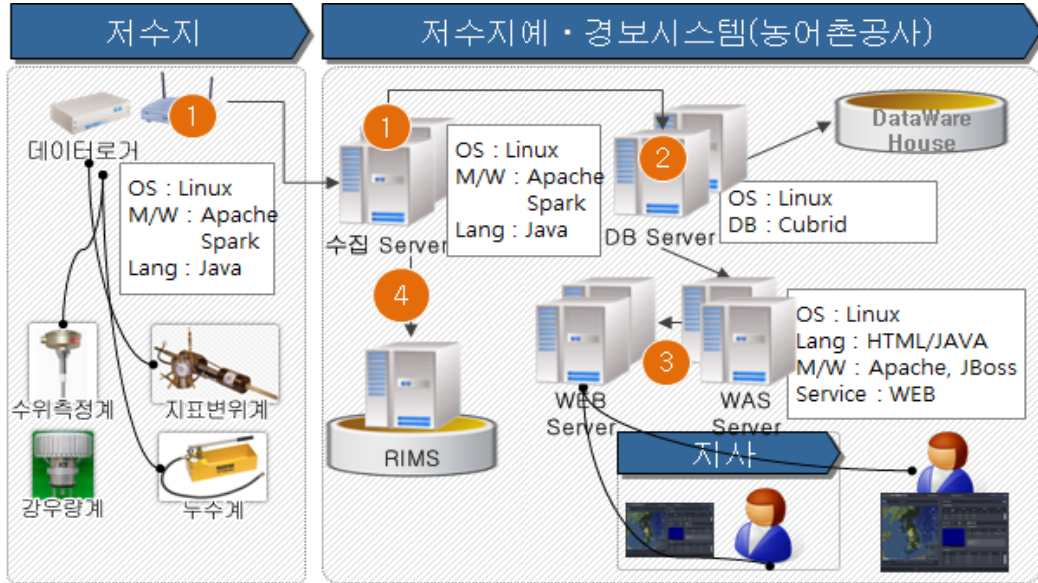 저수지
저수지예・경보시스템(농어촌공사)
1
데이터로거
OS : Linux
M/W : Apache
Spark
Lang : Java
수위측정계
지표변위계
강우량계
누수계
1
수집 Server
OS : Linux
M/W : Apache
Spark
Lang : Java
2
DB Server
OS : Linux
DB : Cubrid
DataWare
House
4
RIMS
3
WEB
Server
WAS
Server
OS : Linux
Lang : HTML/JAVA
M/W : Apache, JBoss
Service : WEB
지사